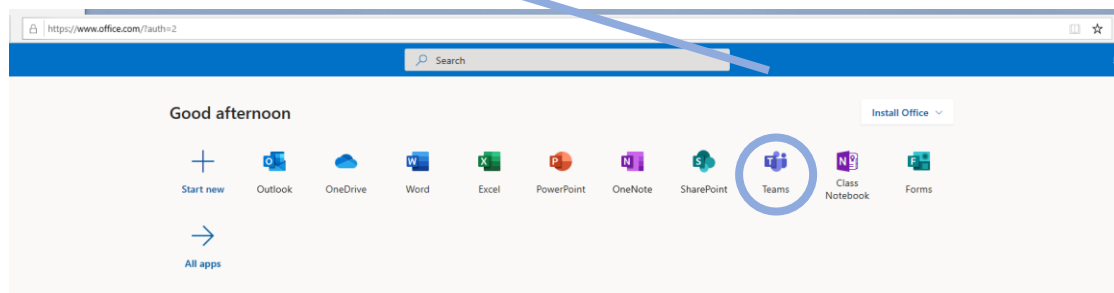 https://www.office.com/?auth=2
Search
Good afternoon
Install Office
Start new Outlook OneDrive Word Excel PowerPoint OneNote SharePoint Teams Class Notebook Forms
All apps